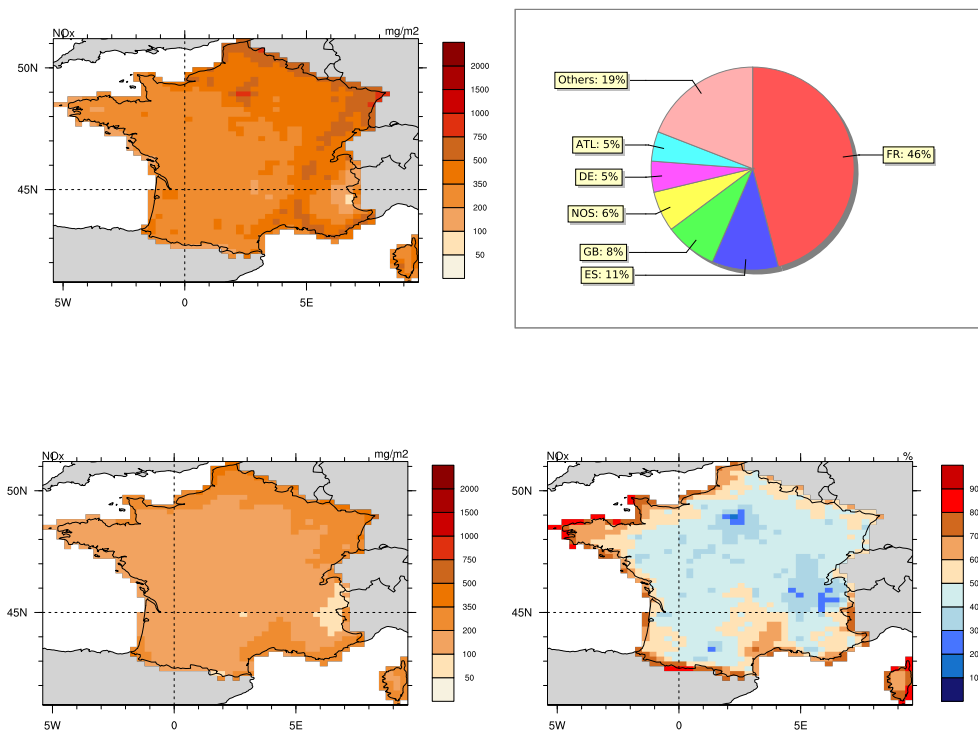 NOx mg/m2
50N
45N
5W 0 5E
2000
1500
1000
750
500
350
200
100
50
Others: 19%
ATL: 5%
DE: 5%
NOS: 6%
GB: 8%
ES: 11%
FR: 46%
NOx mg/m2
50N
45N
5W 0 5E
2000
1500
1000
750
500
350
200
100
50
NOx %
50N
45N
5W 0 5E
90
80
70
60
50
40
30
20
10